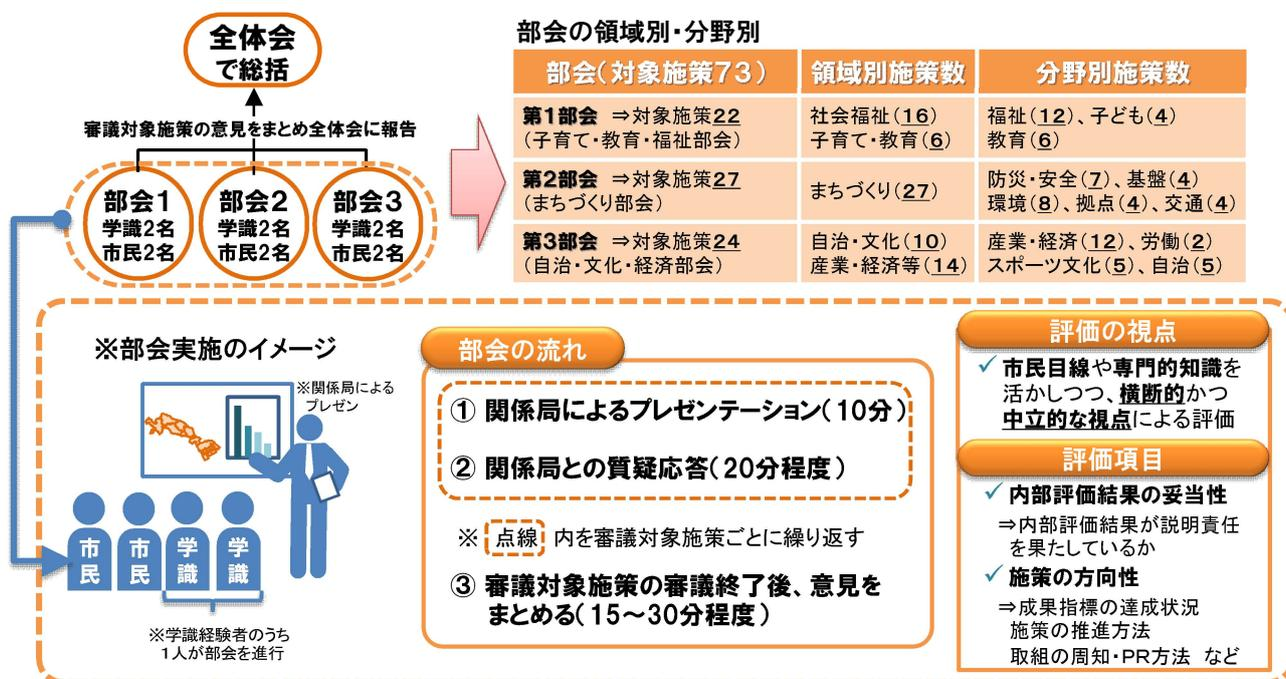 全体会
で総括
審議対象施策の意見をまとめ全体会に報告
部会1
学識2名
市民2名
部会2
学識2名
市民2名
部会3
学識2名
市民2名
部会の領域別・分野別
部会(対象施策73) 領域別施策数 分野別施策数
第1部会 ⇒対象施策22
(子育て・教育・福祉部会)
社会福祉(16)
子育て・教育(6)
福祉(12)、子ども(4)
教育(6)
第2部会 ⇒対象施策27
(まちづくり部会)
まちづくり(27)
防災・安全(7)、基盤(4)
環境(8)、拠点(4)、交通(4)
第3部会 ⇒対象施策24
(自治・文化・経済部会)
自治・文化(10)
産業・経済等(14)
産業・経済(12)、労働(2)
スポーツ文化(5)、自治(5)
※部会実施のイメージ
※関係局による
プレゼン
市民
市民
学識
学識
※学識経験者のうち
1人が部会を進行
部会の流れ
① 関係局によるプレゼンテーション(10分)
② 関係局との質疑応答(20分程度)
※ 点線 内を審議対象施策ごとに繰り返す
③ 審議対象施策の審議終了後、意見を
まとめる(15~30分程度)
評価の視点
✓ 市民目線や専門的知識を
活かしつつ、横断的かつ
中立的な視点による評価
評価項目
✓ 内部評価結果の妥当性
⇒内部評価結果が説明責任
を果たしているか
✓ 施策の方向性
⇒成果指標の達成状況
施策の推進方法
取組の周知・PR方法 など